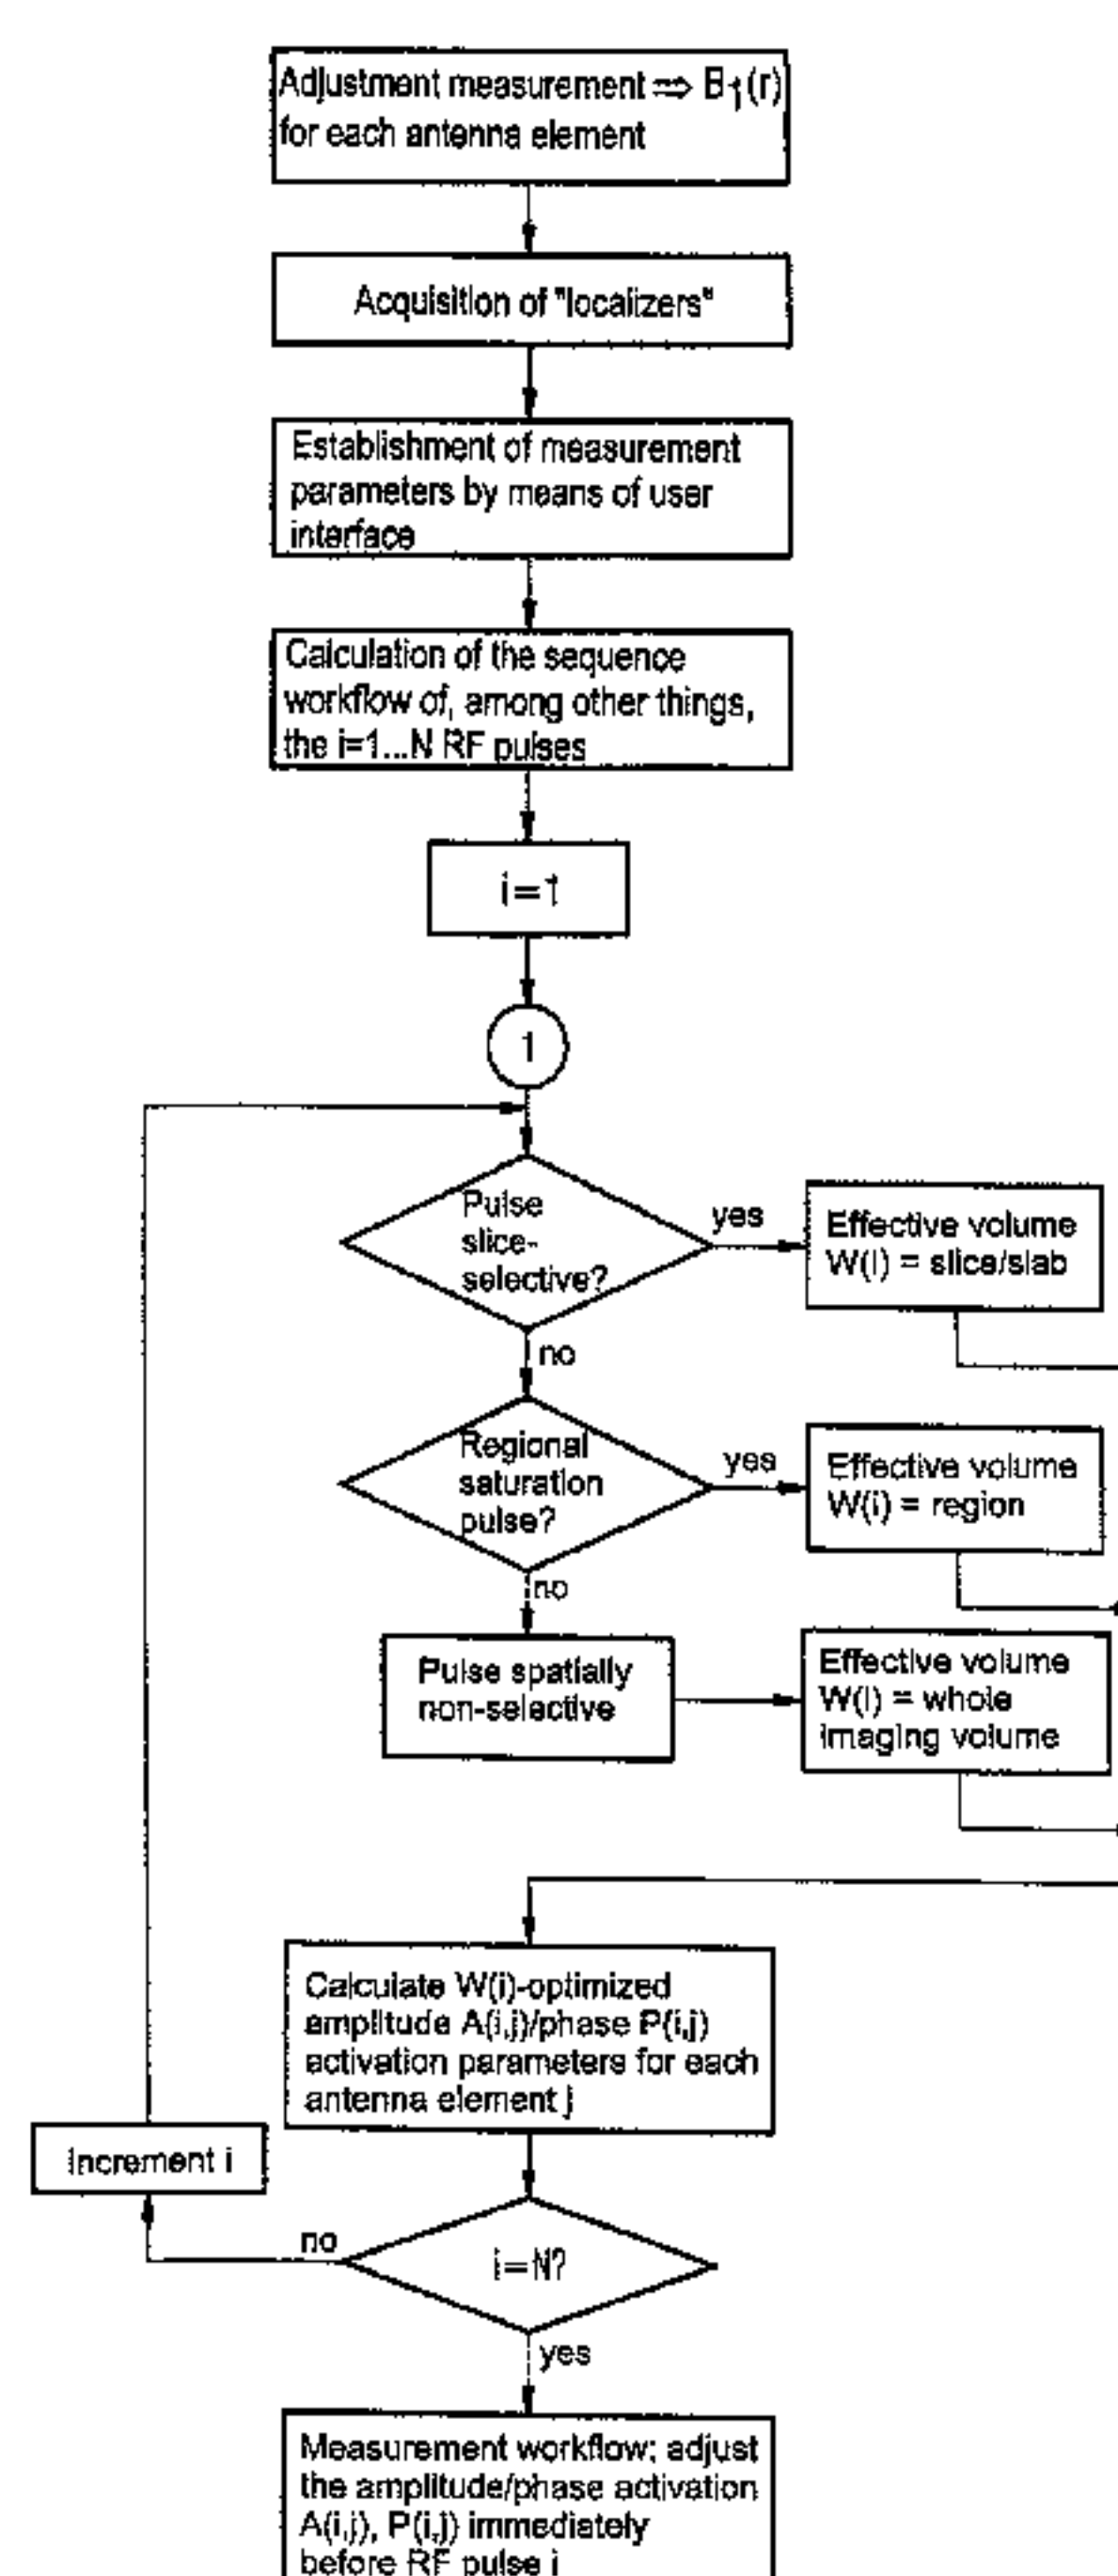 Adjustment measurement ⇒ B1(r)
for each antenna element
Acquisition of "localizers"
Establishment of measurement
parameters by means of user
interface
Calculation of the sequence
workflow of, among other things,
the i=1...N RF pulses
i=1
1
Pulse
slice-
selective?
yes
Effective volume
W(i) = slice/slab
no
Regional
saturation
pulse?
yes
Effective volume
W(i) = region
no
Pulse spatially
non-selective
Effective volume
W(i) = whole
imaging volume
Calculate W(i)-optimized
amplitude A(i,j)/phase P(i,j)
activation parameters for each
antenna element j
Increment i
no
i=N?
yes
Measurement workflow; adjust
the amplitude/phase activation
A(i,j), P(i,j) immediately
before RF pulse i